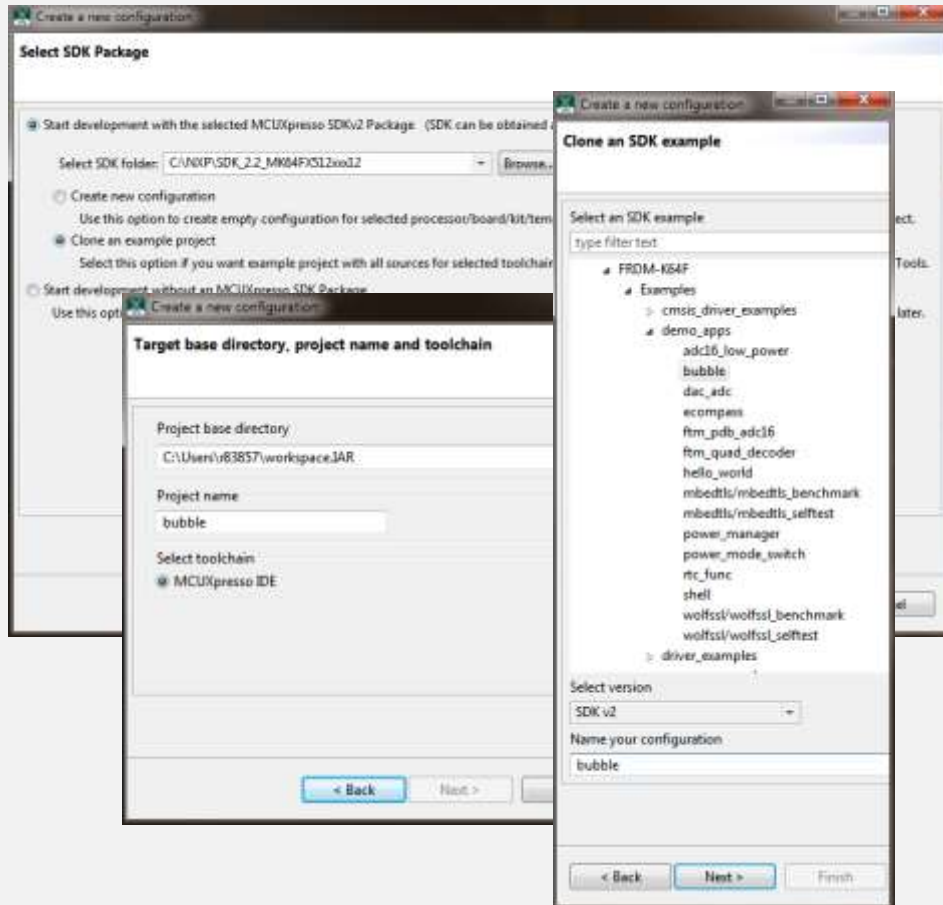 Create a new configuration
Select SDK Package
Start development with the selected MCUXpresso SDKv2 Package (SDK can be obtained
Select SDK folder: C:\NXP\SDK_2.2_MK64FX512xxx12
Browse...
Create new configuration
Use this option to create empty configuration for selected processor/board/kit/tem
ect.
Clone an example project
Select this option if you want example project with all sources for selected toolchain
Tools.
Start development without an MCUXpresso SDK Package
Use this opti
later.
Create a new configuration
Target base directory, project name and toolchain
Project base directory
C:\Users\r83857\workspace.IAR
Project name
bubble
Select toolchain
MCUXpresso IDE
< Back
Next >
Create a new configuration
Clone an SDK example
Select an SDK example
type filter text
FRDM-K64F
Examples
cmsis_driver_examples
demo_apps
adc16_low_power
bubble
dac_adc
ecompass
ftm_pdb_adc16
ftm_quad_decoder
hello_world
mbedtls/mbedtls_benchmark
mbedtls/mbedtls_selftest
power_manager
power_mode_switch
rtc_func
shell
wolfssl/wolfssl_benchmark
wolfssl/wolfssl_selftest
driver_examples
Select version
SDK v2
Name your configuration
bubble
< Back
Next >
Finish